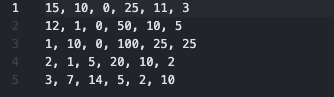 1 15, 10, 0, 25, 11, 3
2 12, 1, 0, 50, 10, 5
3 1, 10, 0, 100, 25, 25
4 2, 1, 5, 20, 10, 2
5 3, 7, 14, 5, 2, 10